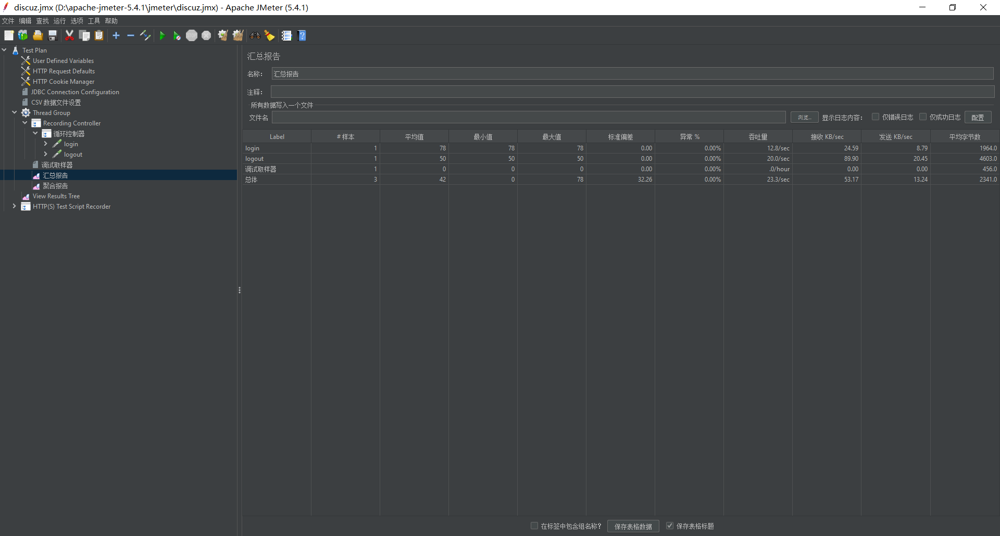 discuz.jmx (D:\apache-jmeter-5.4.1\jmeter\discuz.jmx) - Apache JMeter (5.4.1)
文件 编辑 查找 运行 选项 工具 帮助
Test Plan
User Defined Variables
HTTP Request Defaults
HTTP Cookie Manager
JDBC Connection Configuration
CSV 数据文件设置
Thread Group
Recording Controller
循环控制器
login
logout
调试取样器
汇总报告
聚合报告
View Results Tree
HTTP(S) Test Script Recorder
汇总报告
名称: 汇总报告
注释:
所有数据写入一个文件
文件名 浏览... 显示日志内容: 仅错误日志 仅成功日志 配置
Label # 样本 平均值 最小值 最大值 标准偏差 异常 % 吞吐量 接收 KB/sec 发送 KB/sec 平均字节数
login 1 78 78 78 0.00 0.00% 12.8/sec 24.59 8.79 1964.0
logout 1 50 50 50 0.00 0.00% 20.0/sec 89.90 20.45 4603.0
调试取样器 1 0 0 0 0.00 0.00% .0/hour 0.00 0.00 456.0
总体 3 42 0 78 32.26 0.00% 23.3/sec 53.17 13.24 2341.0
在标签中包含组名称? 保存表格数据 保存表格标题